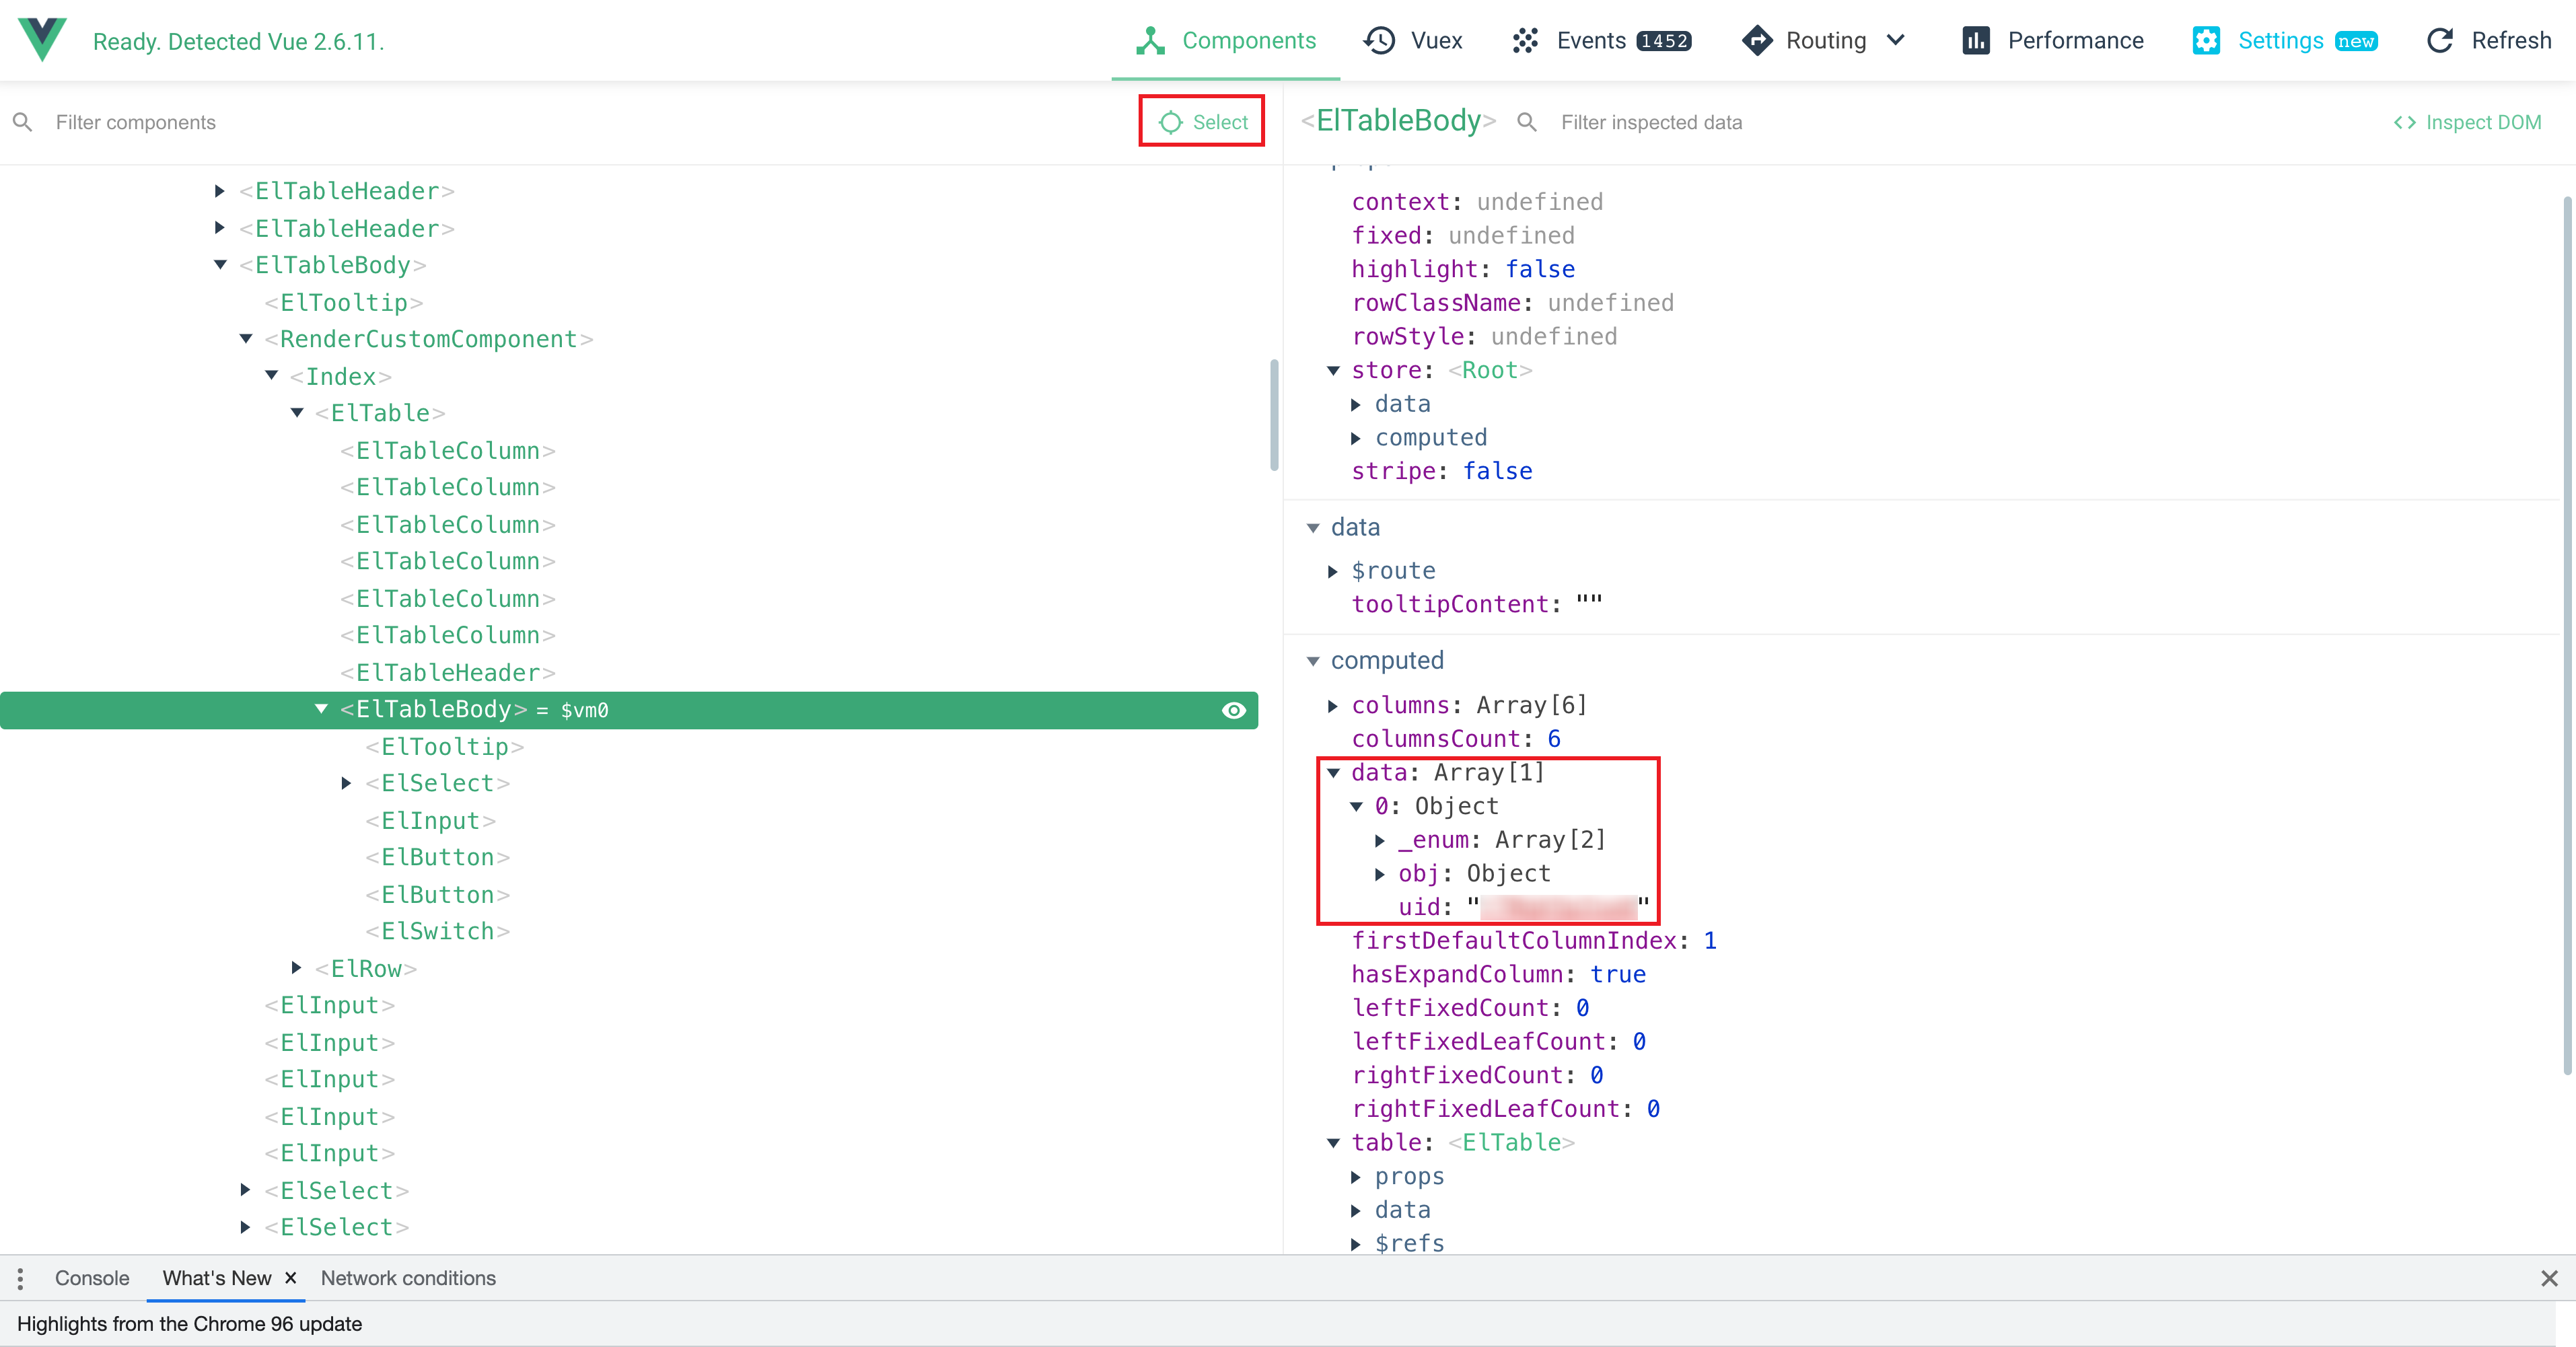 Ready. Detected Vue 2.6.11.
Components
Vuex
Events 1452
Routing
Performance
Settings new
Refresh
Filter components
Select
<ElTableHeader>
<ElTableHeader>
<ElTableBody>
<ElTooltip>
<RenderCustomComponent>
<Index>
<ElTable>
<ElTableColumn>
<ElTableColumn>
<ElTableColumn>
<ElTableColumn>
<ElTableColumn>
<ElTableColumn>
<ElTableHeader>
<ElTableBody> = $vm0
<ElTooltip>
<ElSelect>
<ElInput>
<ElButton>
<ElButton>
<ElSwitch>
<ElRow>
<ElInput>
<ElInput>
<ElInput>
<ElInput>
<ElInput>
<ElSelect>
<ElSelect>
<ElTableBody>
Filter inspected data
<> Inspect DOM
context: undefined
fixed: undefined
highlight: false
rowClassName: undefined
rowStyle: undefined
store: <Root>
data
computed
stripe: false
data
$route
tooltipContent: ""
computed
columns: Array[6]
columnsCount: 6
data: Array[1]
0: Object
_enum: Array[2]
obj: Object
uid: ""
firstDefaultColumnIndex: 1
hasExpandColumn: true
leftFixedCount: 0
leftFixedLeafCount: 0
rightFixedCount: 0
rightFixedLeafCount: 0
table: <ElTable>
props
data
$refs
Console
What's New ×
Network conditions
Highlights from the Chrome 96 update